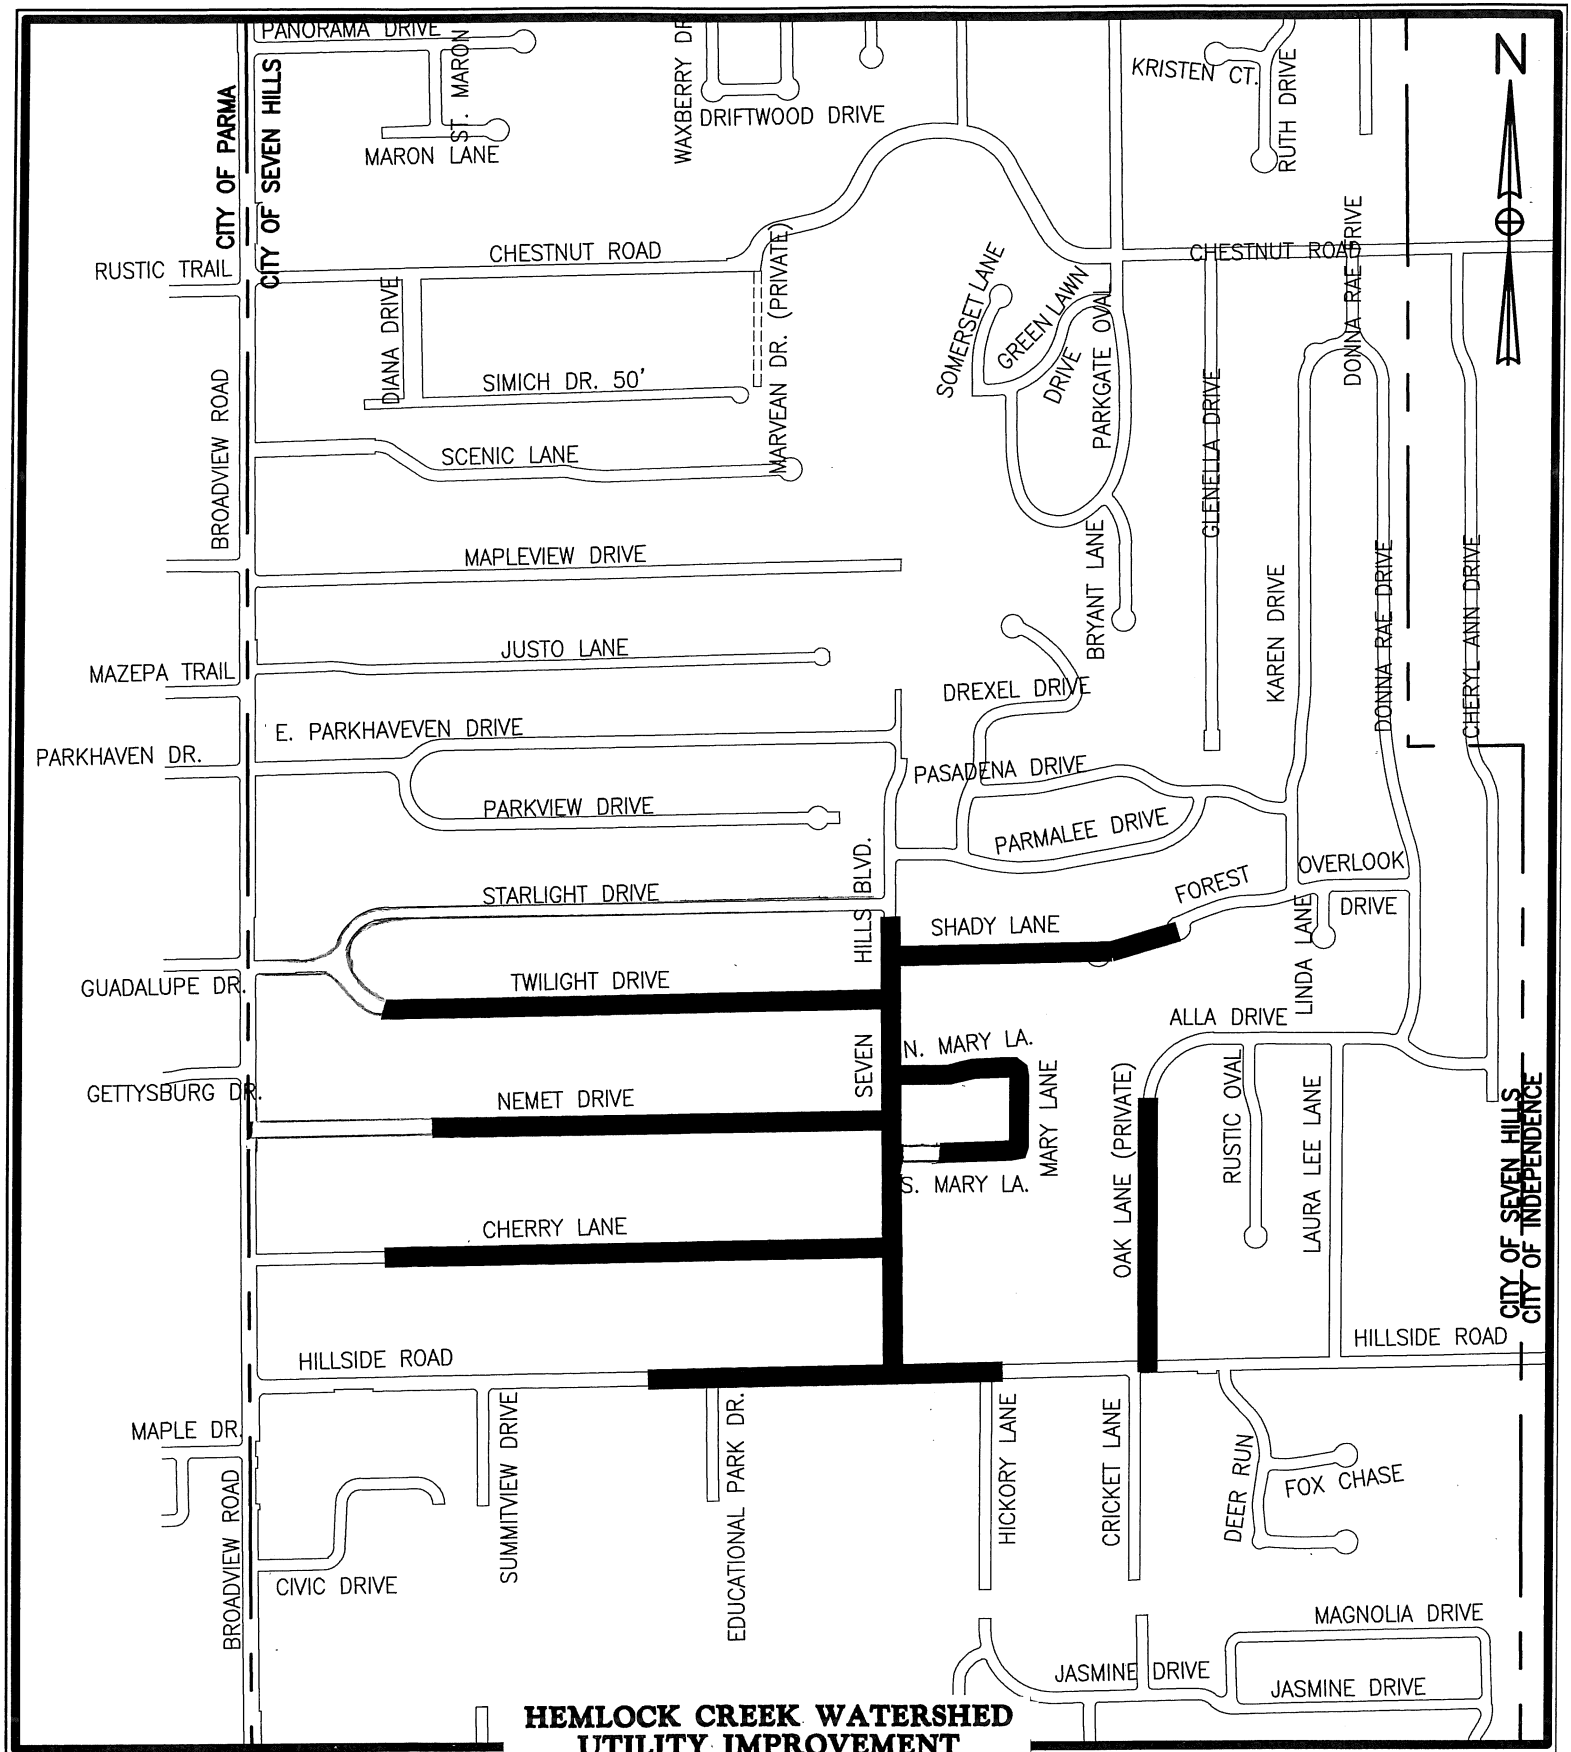 PANORAMA DRIVE
ST. MARON
MARON LANE
WAXBERRY DR
DRIFTWOOD DRIVE
KRISTEN CT.
RUTH DRIVE
N
CITY OF PARMA
CITY OF SEVEN HILLS
RUSTIC TRAIL
CHESTNUT ROAD
CHESTNUT ROAD
DONNA RAE DRIVE
DIANA DRIVE
SIMICH DR. 50'
MARVEAN DR. (PRIVATE)
SOMERSET LANE
GREEN LAWN
DRIVE
PARKGATE OVAL
GLENELLA DRIVE
BROADVIEW ROAD
SCENIC LANE
MAPLEVIEW DRIVE
BRYANT LANE
KAREN DRIVE
DONNA RAE DRIVE
CHERYL ANN DRIVE
JUSTO LANE
MAZEPA TRAIL
DREXEL DRIVE
E. PARKHAVEVEN DRIVE
PARKHAVEN DR.
PASADENA DRIVE
PARKVIEW DRIVE
PARMALEE DRIVE
STARLIGHT DRIVE
SEVEN HILLS BLVD.
FOREST
OVERLOOK
DRIVE
SHADY LANE
LINDA LANE
GUADALUPE DR.
TWILIGHT DRIVE
ALLA DRIVE
N. MARY LA.
MARY LANE
S. MARY LA.
GETTYSBURG DR.
NEMET DRIVE
OAK LANE (PRIVATE)
RUSTIC OVAL
LAURA LEE LANE
CITY OF SEVEN HILLS
CITY OF INDEPENDENCE
CHERRY LANE
HILLSIDE ROAD
HILLSIDE ROAD
MAPLE DR.
BROADVIEW ROAD
SUMMITVIEW DRIVE
EDUCATIONAL PARK DR.
HICKORY LANE
CRICKET LANE
DEER RUN
FOX CHASE
CIVIC DRIVE
MAGNOLIA DRIVE
JASMINE DRIVE
JASMINE DRIVE
HEMLOCK CREEK WATERSHED
UTILITY IMPROVEMENT